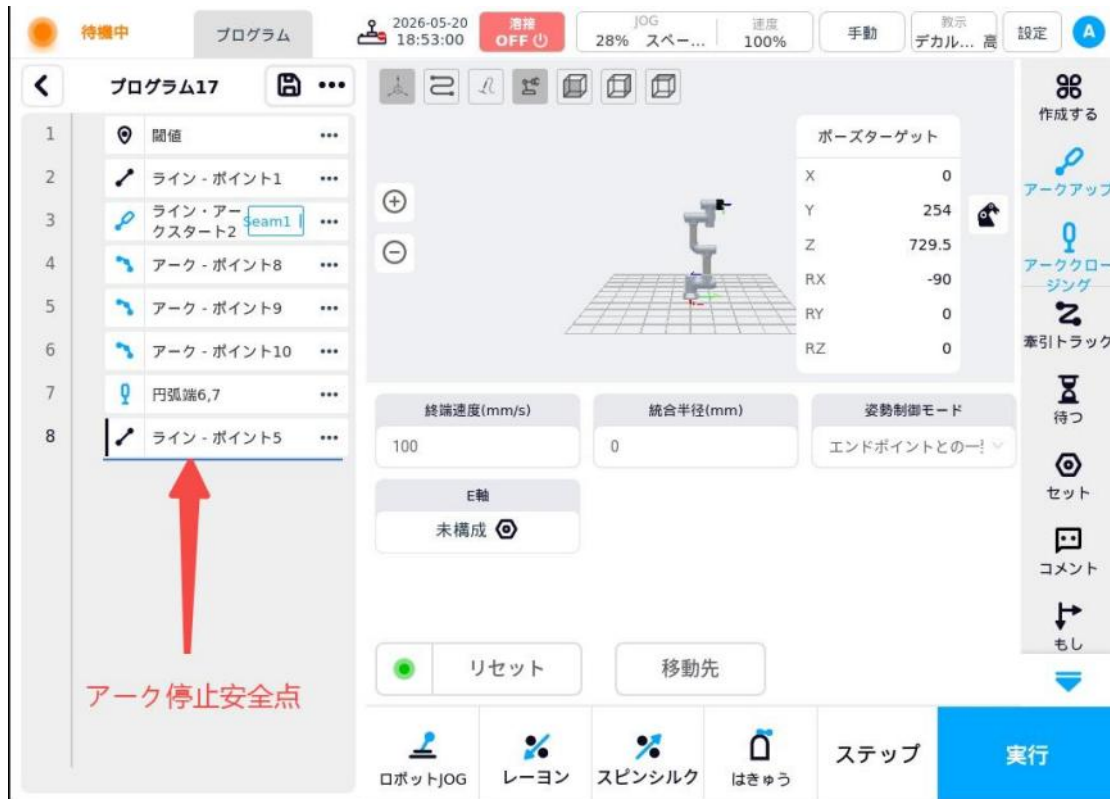 待機中
プログラム
2026-05-20
18:53:00
溶接
OFF
JOG
28% スペー...
速度
100%
手動
教示
デカル... 高
設定
A
プログラム17
1 閾値
2 ライン - ポイント1
3 ライン・アー
クスタート2
Seam1
4 アーク - ポイント8
5 アーク - ポイント9
6 アーク - ポイント10
7 円弧端6,7
8 ライン - ポイント5
アーク停止安全点
ポーズターゲット
X 0
Y 254
Z 729.5
RX -90
RY 0
RZ 0
終端速度(mm/s)
100
統合半径(mm)
0
姿勢制御モード
エンドポイントとの一
E軸
未構成
リセット
移動先
ロボットJOG
レーヨン
スピンシルク
はきゅう
ステップ
実行
作成する
アークアップ
アーククロー
ジング
牽引トラック
待つ
セット
コメント
もし